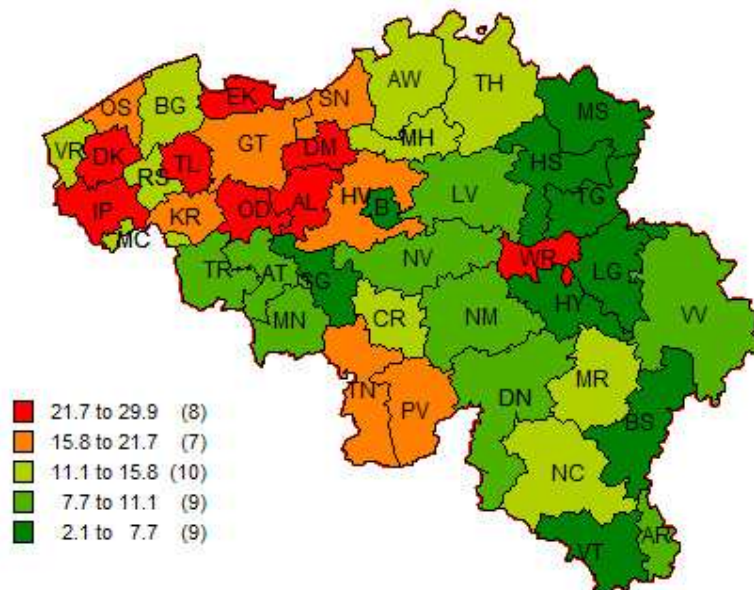 EK
OS
BG
SN
AW
TH
MS
VR
DK
TL
GT
DM
MH
HS
RS
IP
KR
OD
AL
HV
B
LV
TG
MC
TR
AT
SG
NV
WR
LG
HY
MN
CR
NM
VV
TN
PV
DN
MR
BS
NC
VT
AR
21.7 to 29.9 (8)
15.8 to 21.7 (7)
11.1 to 15.8 (10)
7.7 to 11.1 (9)
2.1 to 7.7 (9)